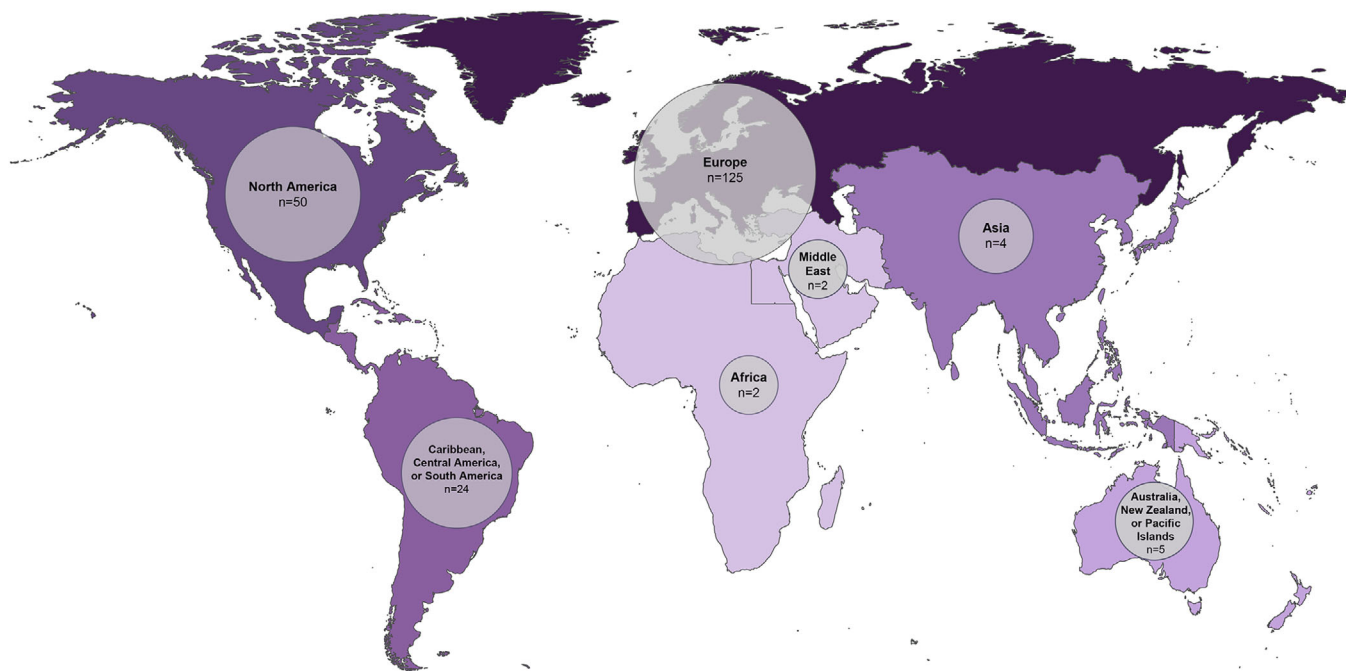 North America
n=50
Europe
n=125
Asia
n=4
Middle
East
n=2
Africa
n=2
Caribbean,
Central America,
or South America
n=24
Australia,
New Zealand,
or Pacific
Islands
n=5